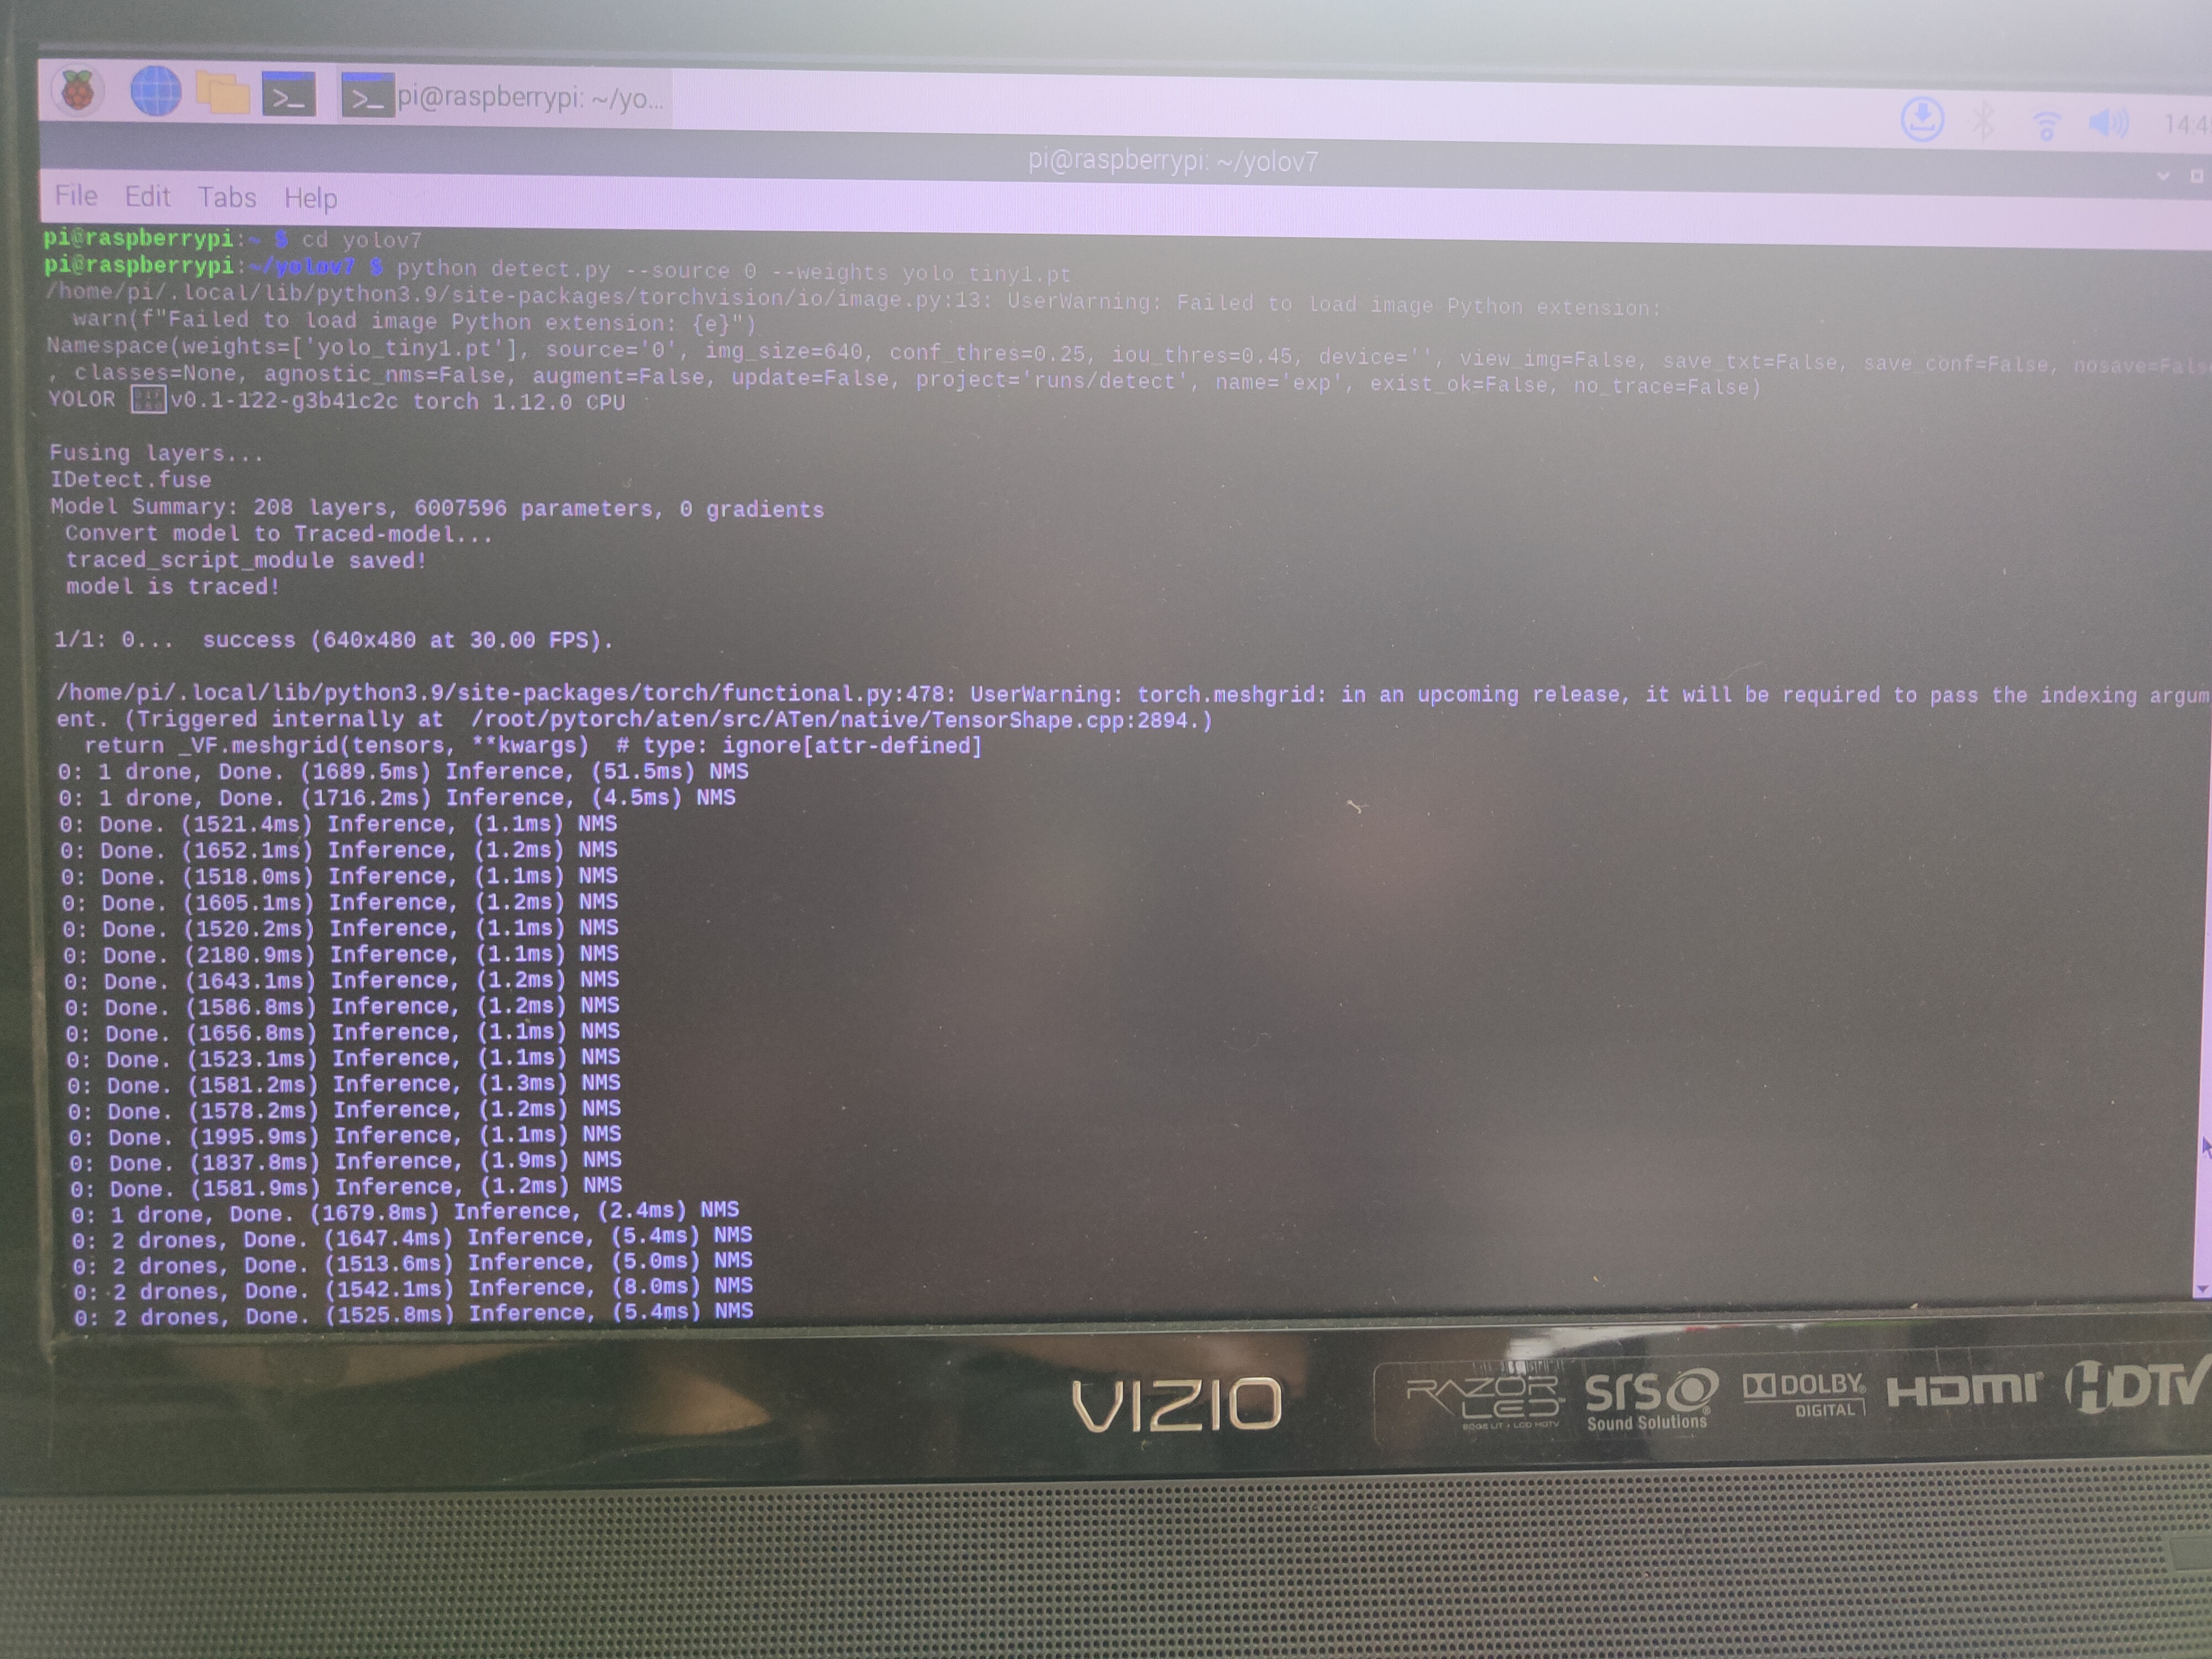 pi@raspberrypi: ~/yo...
14:4
pi@raspberrypi: ~/yolov7
File Edit Tabs Help
pi@raspberrypi:~ $ cd yolov7
pi@raspberrypi:~/yolov7 $ python detect.py --source 0 --weights yolo_tiny1.pt
/home/pi/.local/lib/python3.9/site-packages/torchvision/io/image.py:13: UserWarning: Failed to load image Python extension:
warn(f"Failed to load image Python extension: {e}")
Namespace(weights=['yolo_tiny1.pt'], source='0', img_size=640, conf_thres=0.25, iou_thres=0.45, device='', view_img=False, save_txt=False, save_conf=False, nosave=False
, classes=None, agnostic_nms=False, augment=False, update=False, project='runs/detect', name='exp', exist_ok=False, no_trace=False)
YOLOR v0.1-122-g3b41c2c torch 1.12.0 CPU
Fusing layers...
IDetect.fuse
Model Summary: 208 layers, 6007596 parameters, 0 gradients
Convert model to Traced-model...
traced_script_module saved!
model is traced!
1/1: 0... success (640x480 at 30.00 FPS).
/home/pi/.local/lib/python3.9/site-packages/torch/functional.py:478: UserWarning: torch.meshgrid: in an upcoming release, it will be required to pass the indexing argum
ent. (Triggered internally at /root/pytorch/aten/src/ATen/native/TensorShape.cpp:2894.)
return _VF.meshgrid(tensors, **kwargs) # type: ignore[attr-defined]
0: 1 drone, Done. (1689.5ms) Inference, (51.5ms) NMS
0: 1 drone, Done. (1716.2ms) Inference, (4.5ms) NMS
0: Done. (1521.4ms) Inference, (1.1ms) NMS
0: Done. (1652.1ms) Inference, (1.2ms) NMS
0: Done. (1518.0ms) Inference, (1.1ms) NMS
0: Done. (1605.1ms) Inference, (1.2ms) NMS
0: Done. (1520.2ms) Inference, (1.1ms) NMS
0: Done. (2180.9ms) Inference, (1.1ms) NMS
0: Done. (1643.1ms) Inference, (1.2ms) NMS
0: Done. (1586.8ms) Inference, (1.2ms) NMS
0: Done. (1656.8ms) Inference, (1.1ms) NMS
0: Done. (1523.1ms) Inference, (1.1ms) NMS
0: Done. (1581.2ms) Inference, (1.3ms) NMS
0: Done. (1578.2ms) Inference, (1.2ms) NMS
0: Done. (1995.9ms) Inference, (1.1ms) NMS
0: Done. (1837.8ms) Inference, (1.9ms) NMS
0: Done. (1581.9ms) Inference, (1.2ms) NMS
0: 1 drone, Done. (1679.8ms) Inference, (2.4ms) NMS
0: 2 drones, Done. (1647.4ms) Inference, (5.4ms) NMS
0: 2 drones, Done. (1513.6ms) Inference, (5.0ms) NMS
0: 2 drones, Done. (1542.1ms) Inference, (8.0ms) NMS
0: 2 drones, Done. (1525.8ms) Inference, (5.4ms) NMS
VIZIO
RAZOR LED
EDGE LIT + LCD HDTV
SRS
Sound Solutions
DOLBY
DIGITAL
HDMI
HDTV